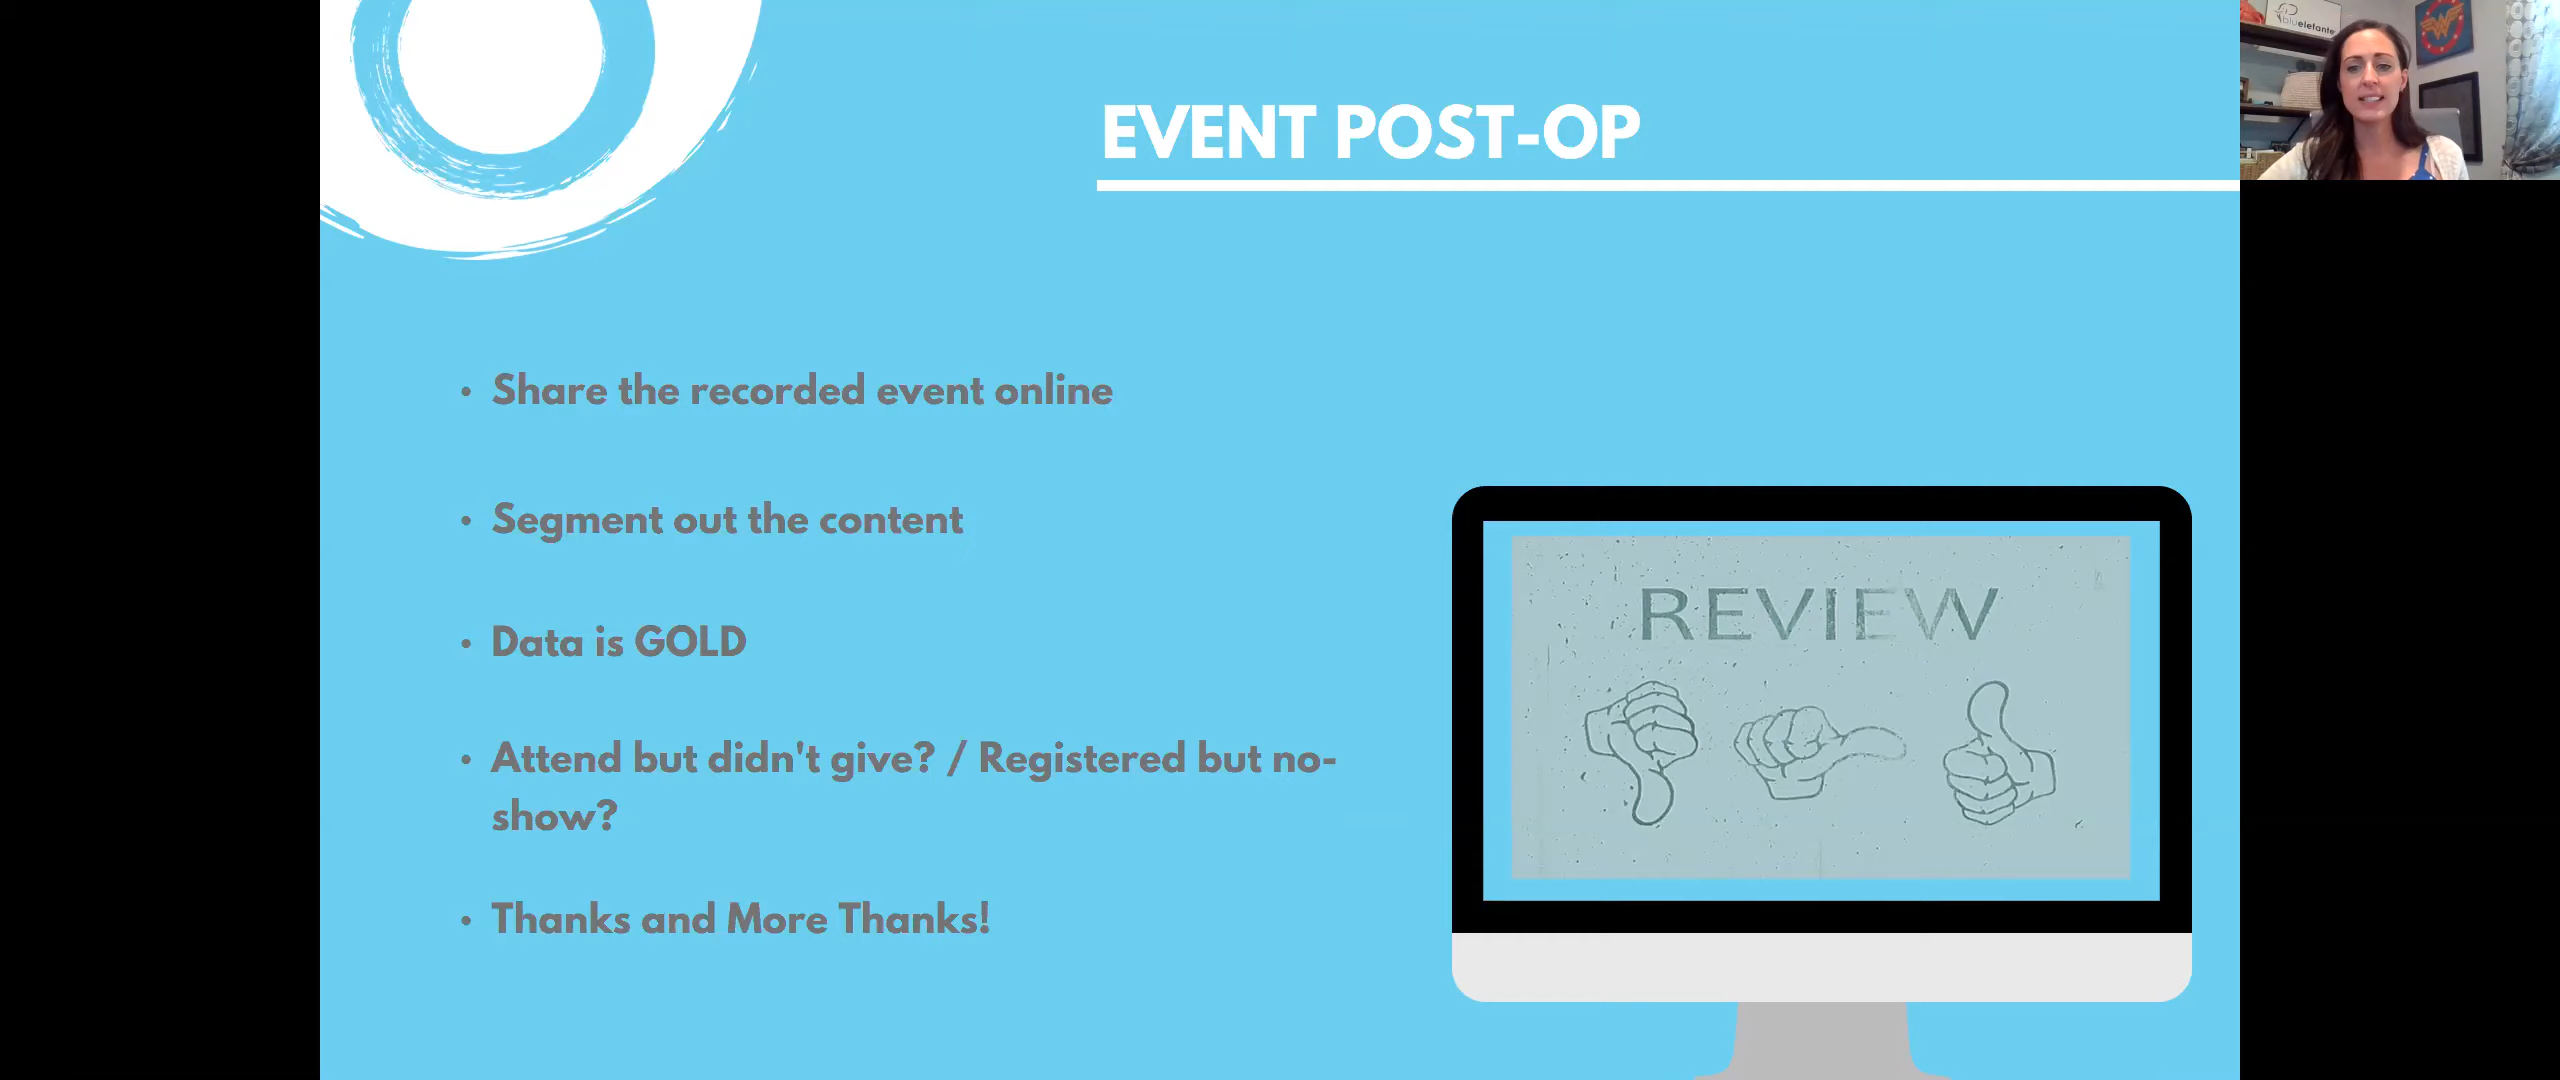 EVENT POST-OP
bluelefante
• Share the recorded event online
• Segment out the content
• Data is GOLD
• Attend but didn't give? / Registered but no-
show?
• Thanks and More Thanks!
REVIEW